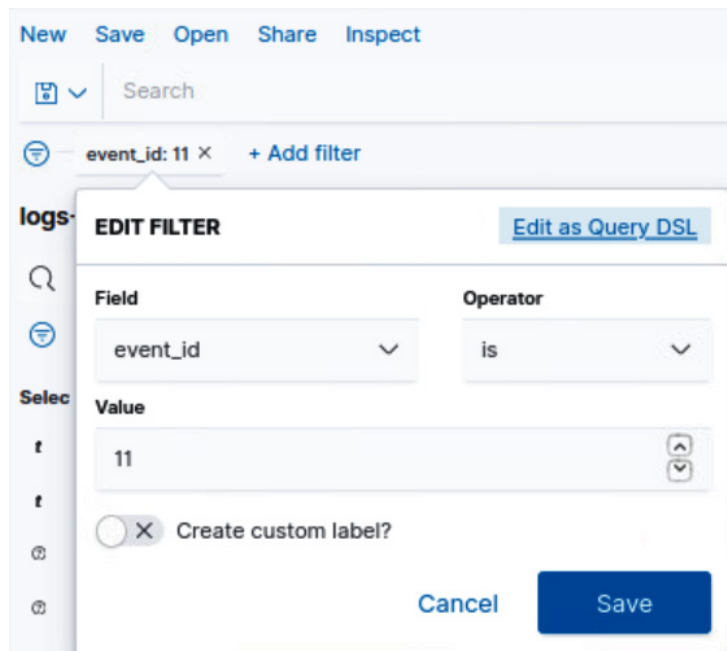 New Save Open Share Inspect
Search
event_id: 11 × + Add filter
logs-
EDIT FILTER Edit as Query DSL
Field Operator
event_id is
Selec
Value
t
11
t
Create custom label?
Cancel Save